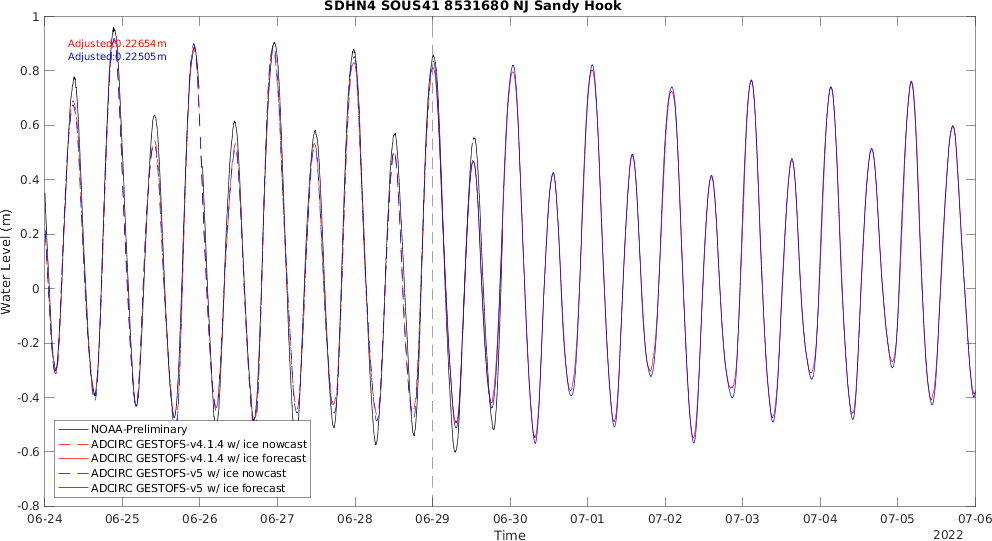 SDHN4 SOUS41 8531680 NJ Sandy Hook
Adjusted:0.22654m
Adjusted:0.22505m
Water Level (m)
1
0.8
0.6
0.4
0.2
0
-0.2
-0.4
-0.6
-0.8
NOAA-Preliminary
ADCIRC GESTOFS-v4.1.4 w/ ice nowcast
ADCIRC GESTOFS-v4.1.4 w/ ice forecast
ADCIRC GESTOFS-v5 w/ ice nowcast
ADCIRC GESTOFS-v5 w/ ice forecast
06-24 06-25 06-26 06-27 06-28 06-29 06-30 07-01 07-02 07-03 07-04 07-05 07-06
Time
2022